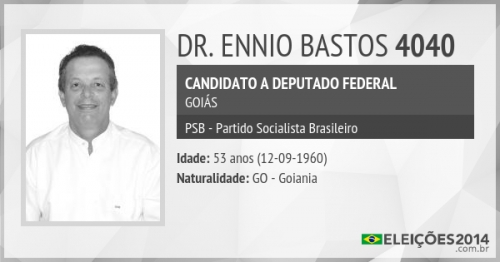 DR. ENNIO BASTOS 4040
CANDIDATO A DEPUTADO FEDERAL
GOIÁS
PSB - Partido Socialista Brasileiro
Idade: 53 anos (12-09-1960)
Naturalidade: GO - Goiania
ELEIÇÕES2014
.com.br